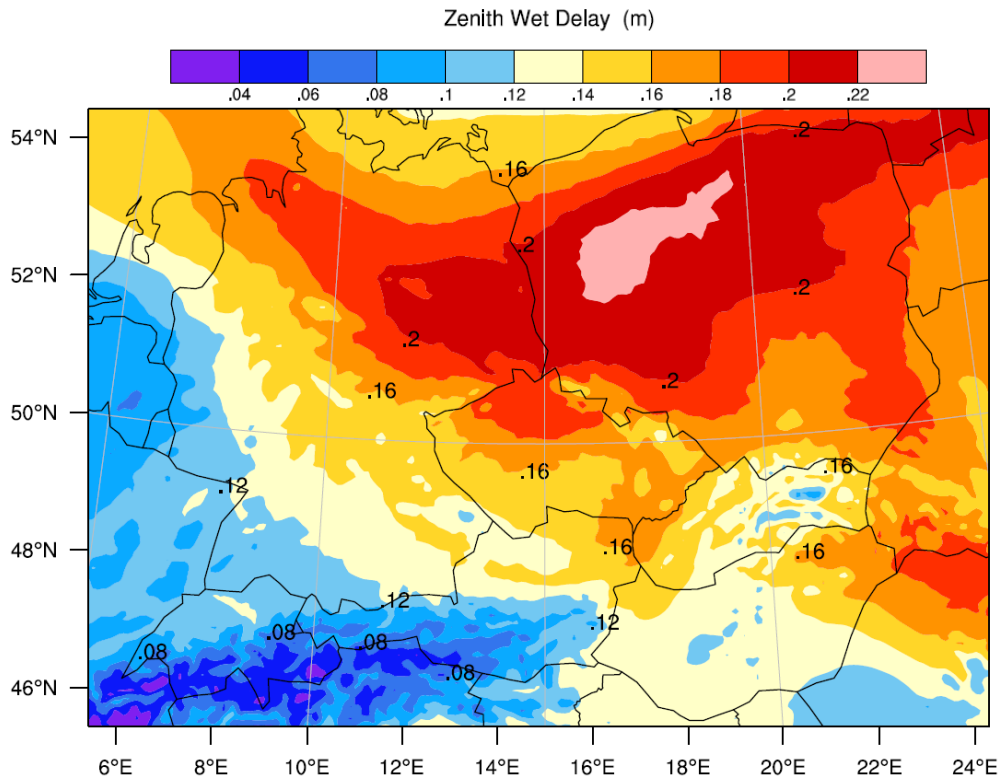 Zenith Wet Delay (m)
.04 .06 .08 .1 .12 .14 .16 .18 .2 .22
54°N
.2
.16
.2
52°N
.2
.2
.2
.16
50°N
.16
.16
.12
48°N
.16
.16
.12
.12
.08
.08
.08
.08
46°N
6°E 8°E 10°E 12°E 14°E 16°E 18°E 20°E 22°E 24°E